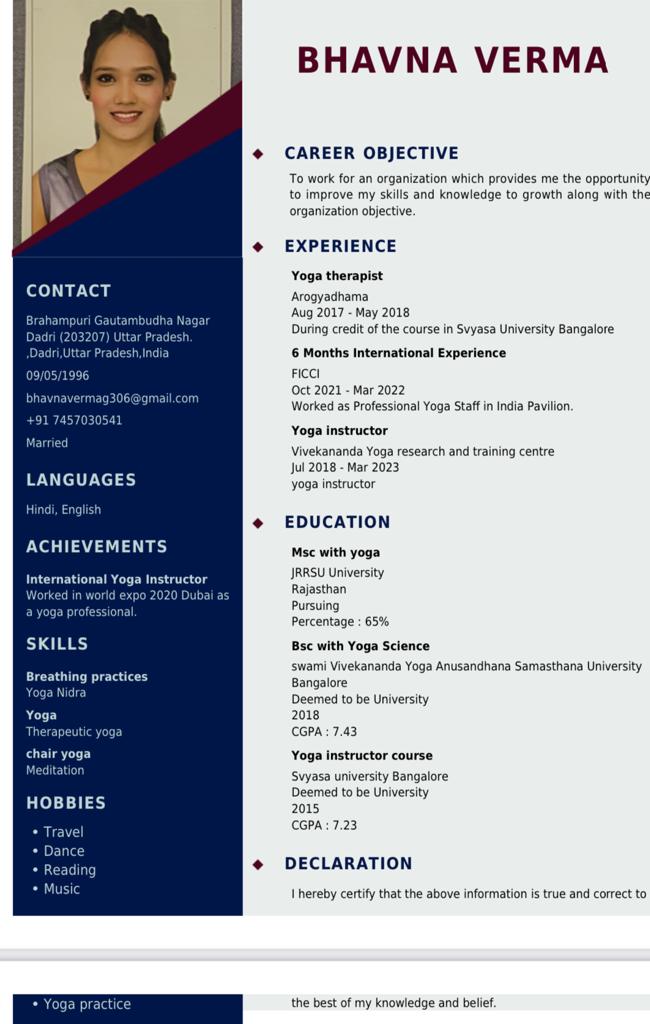 BHAVNA VERMA
CONTACT
Brahampuri Gautambudha Nagar
Dadri (203207) Uttar Pradesh.
,Dadri,Uttar Pradesh,India
09/05/1996
bhavnavermag306@gmail.com
+91 7457030541
Married
LANGUAGES
Hindi, English
ACHIEVEMENTS
International Yoga Instructor
Worked in world expo 2020 Dubai as
a yoga professional.
SKILLS
Breathing practices
Yoga Nidra
Yoga
Therapeutic yoga
chair yoga
Meditation
HOBBIES
• Travel
• Dance
• Reading
• Music
• Yoga practice
CAREER OBJECTIVE
To work for an organization which provides me the opportunity
to improve my skills and knowledge to growth along with the
organization objective.
EXPERIENCE
Yoga therapist
Arogyadhama
Aug 2017 - May 2018
During credit of the course in Svyasa University Bangalore
6 Months International Experience
FICCI
Oct 2021 - Mar 2022
Worked as Professional Yoga Staff in India Pavilion.
Yoga instructor
Vivekananda Yoga research and training centre
Jul 2018 - Mar 2023
yoga instructor
EDUCATION
Msc with yoga
JRRSU University
Rajasthan
Pursuing
Percentage : 65%
Bsc with Yoga Science
swami Vivekananda Yoga Anusandhana Samasthana University
Bangalore
Deemed to be University
2018
CGPA : 7.43
Yoga instructor course
Svyasa university Bangalore
Deemed to be University
2015
CGPA : 7.23
DECLARATION
I hereby certify that the above information is true and correct to
the best of my knowledge and belief.